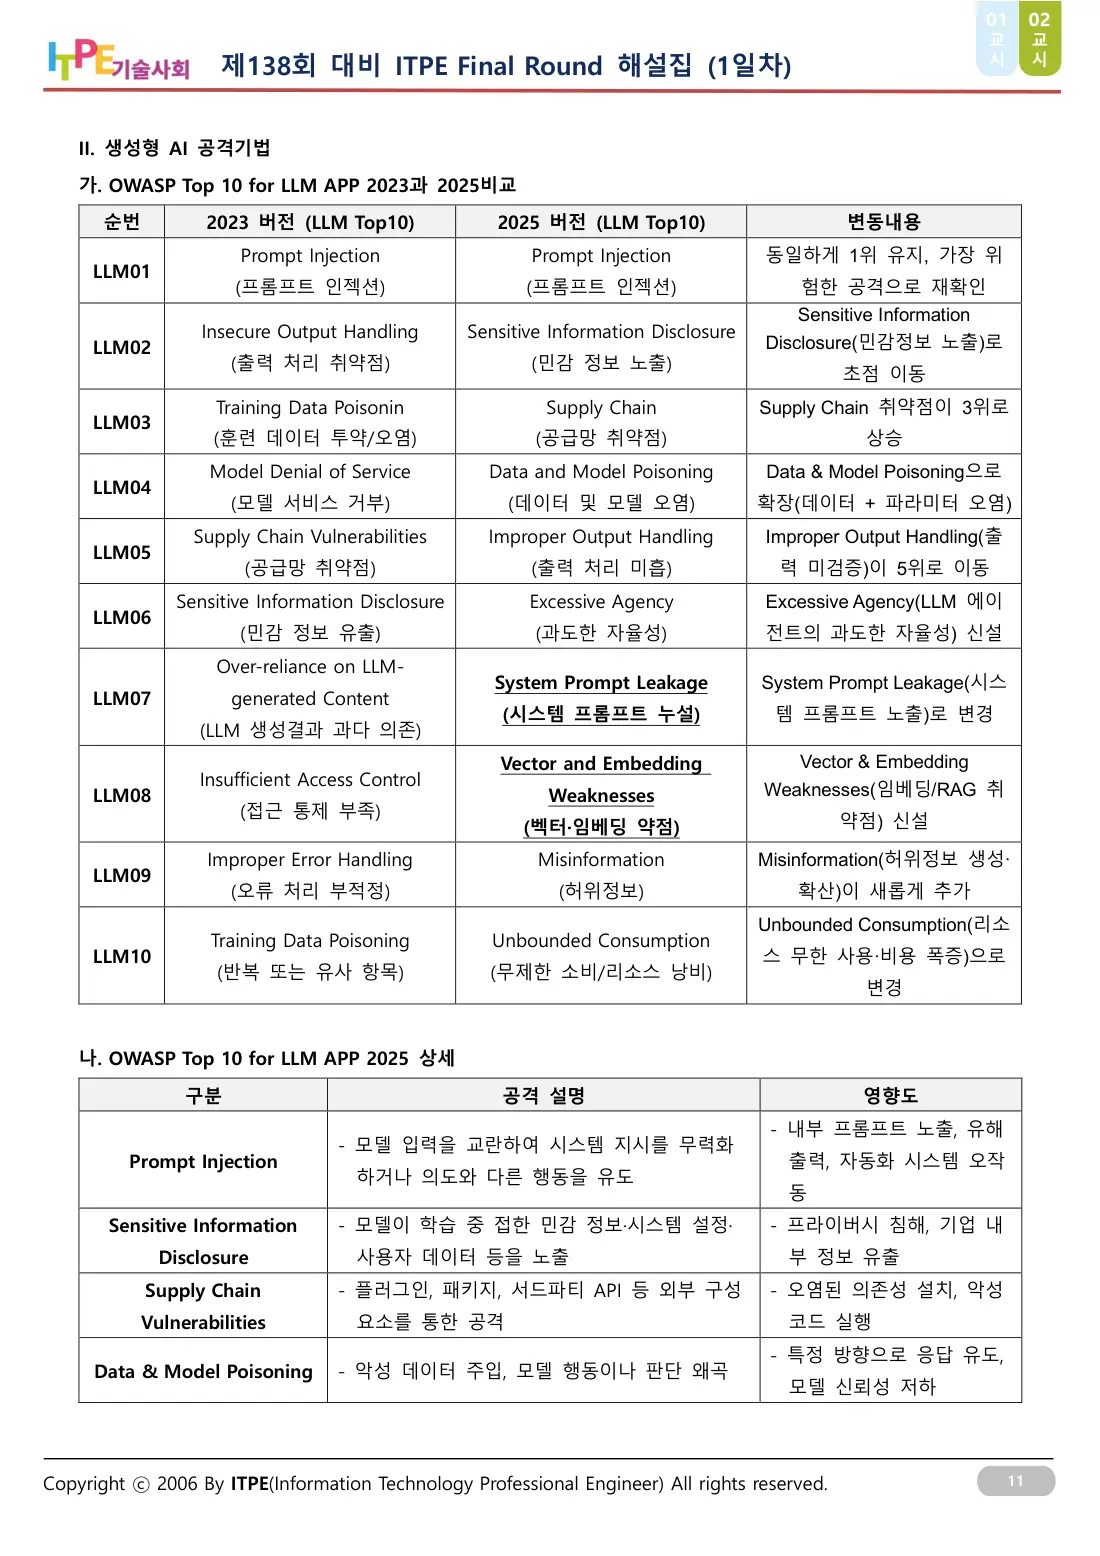 01
교
시
02
교
시
ITPE기술사회 제138회 대비 ITPE Final Round 해설집 (1일차)
II. 생성형 AI 공격기법
가. OWASP Top 10 for LLM APP 2023과 2025비교
순번 2023 버전 (LLM Top10) 2025 버전 (LLM Top10) 변동내용
LLM01
Prompt Injection
(프롬프트 인젝션)
Prompt Injection
(프롬프트 인젝션)
동일하게 1위 유지, 가장 위
험한 공격으로 재확인
LLM02
Insecure Output Handling
(출력 처리 취약점)
Sensitive Information Disclosure
(민감 정보 노출)
Sensitive Information
Disclosure(민감정보 노출)로
초점 이동
LLM03
Training Data Poisonin
(훈련 데이터 투약/오염)
Supply Chain
(공급망 취약점)
Supply Chain 취약점이 3위로
상승
LLM04
Model Denial of Service
(모델 서비스 거부)
Data and Model Poisoning
(데이터 및 모델 오염)
Data & Model Poisoning으로
확장(데이터 + 파라미터 오염)
LLM05
Supply Chain Vulnerabilities
(공급망 취약점)
Improper Output Handling
(출력 처리 미흡)
Improper Output Handling(출
력 미검증)이 5위로 이동
LLM06
Sensitive Information Disclosure
(민감 정보 유출)
Excessive Agency
(과도한 자율성)
Excessive Agency(LLM 에이
전트의 과도한 자율성) 신설
LLM07
Over-reliance on LLM-
generated Content
(LLM 생성결과 과다 의존)
System Prompt Leakage
(시스템 프롬프트 누설)
System Prompt Leakage(시스
템 프롬프트 노출)로 변경
LLM08
Insufficient Access Control
(접근 통제 부족)
Vector and Embedding
Weaknesses
(벡터·임베딩 약점)
Vector & Embedding
Weaknesses(임베딩/RAG 취
약점) 신설
LLM09
Improper Error Handling
(오류 처리 부적정)
Misinformation
(허위정보)
Misinformation(허위정보 생성·
확산)이 새롭게 추가
LLM10
Training Data Poisoning
(반복 또는 유사 항목)
Unbounded Consumption
(무제한 소비/리소스 낭비)
Unbounded Consumption(리소
스 무한 사용·비용 폭증)으로
변경
나. OWASP Top 10 for LLM APP 2025 상세
구분 공격 설명 영향도
Prompt Injection
- 모델 입력을 교란하여 시스템 지시를 무력화
하거나 의도와 다른 행동을 유도
- 내부 프롬프트 노출, 유해
출력, 자동화 시스템 오작
동
Sensitive Information
Disclosure
- 모델이 학습 중 접한 민감 정보·시스템 설정·
사용자 데이터 등을 노출
- 프라이버시 침해, 기업 내
부 정보 유출
Supply Chain
Vulnerabilities
- 플러그인, 패키지, 서드파티 API 등 외부 구성
요소를 통한 공격
- 오염된 의존성 설치, 악성
코드 실행
Data & Model Poisoning
- 악성 데이터 주입, 모델 행동이나 판단 왜곡
- 특정 방향으로 응답 유도,
모델 신뢰성 저하
Copyright ⓒ 2006 By ITPE(Information Technology Professional Engineer) All rights reserved.
11